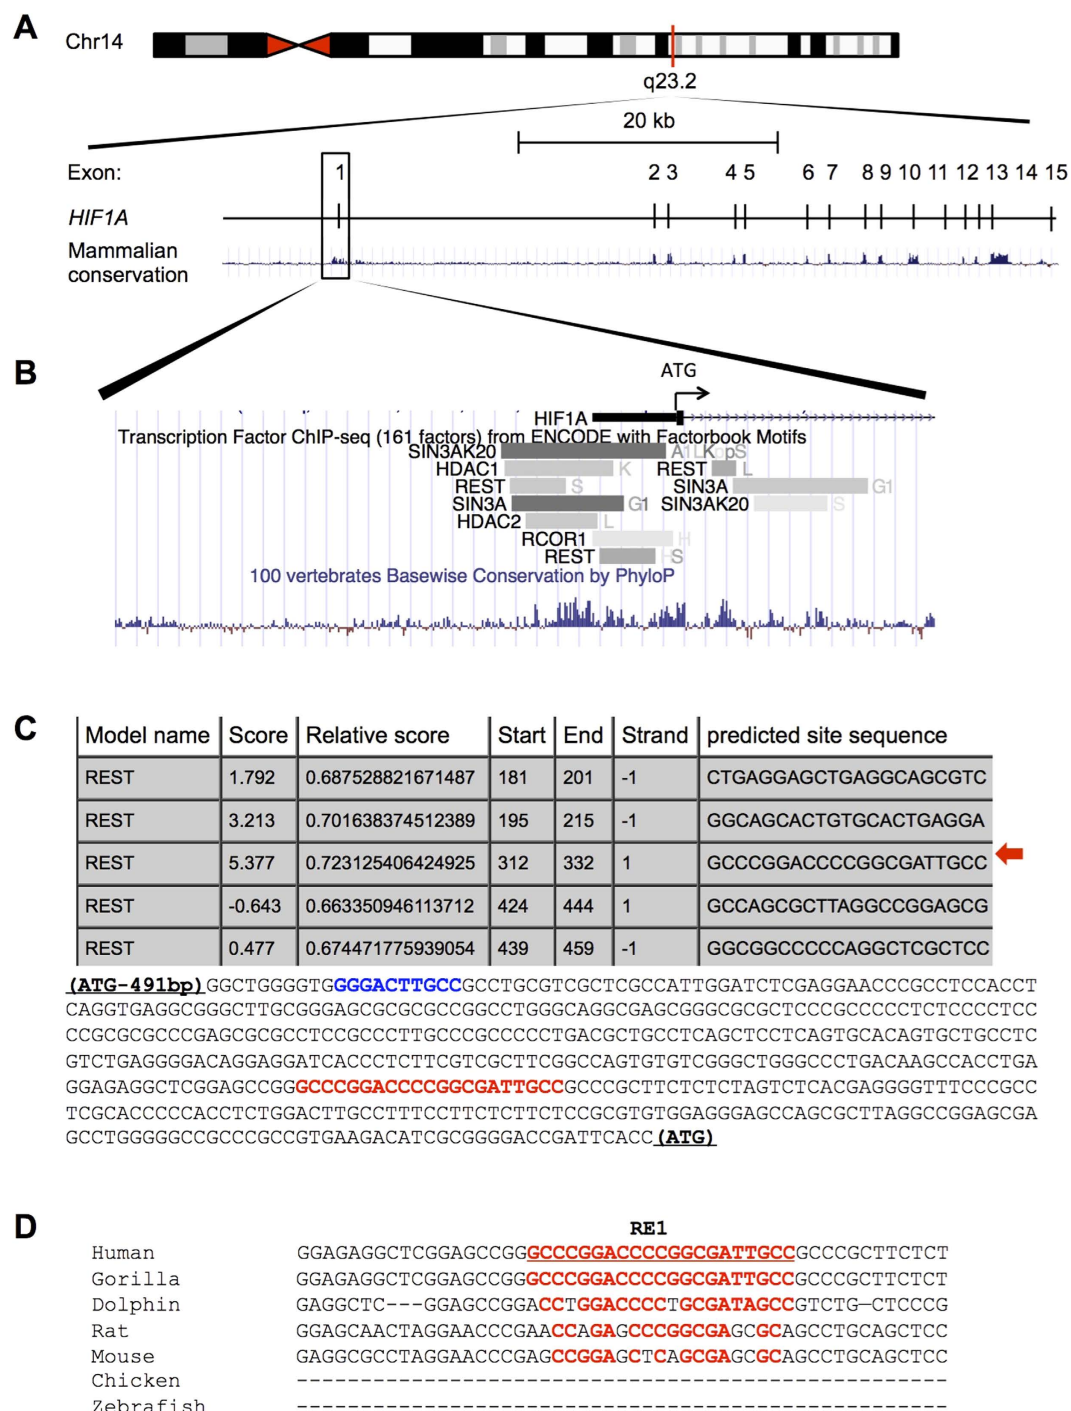 A
Chr14
q23.2
20 kb
Exon: 1 2 3 4 5 6 7 8 9 10 11 12 13 14 15
HIF1A
Mammalian
conservation
B
ATG
HIF1A
Transcription Factor ChIP-seq (161 factors) from ENCODE with Factorbook Motifs
SIN3AK20
HDAC1 K REST L
REST S SIN3A G1
SIN3A G1 SIN3AK20 S
HDAC2 L
RCOR1 H
REST HS
100 vertebrates Basewise Conservation by PhyloP
C
Model name Score Relative score Start End Strand predicted site sequence
REST 1.792 0.687528821671487 181 201 -1 CTGAGGAGCTGAGGCAGCGTC
REST 3.213 0.701638374512389 195 215 -1 GGCAGCACTGTGCACTGAGGA
REST 5.377 0.723125406424925 312 332 1 GCCCGGACCCCGGCGATTGCC
REST -0.643 0.663350946113712 424 444 1 GCCAGCGCTTAGGCCGGAGCG
REST 0.477 0.674471775939054 439 459 -1 GGCGGCCCCCAGGCTCGCTCC
(ATG-491bp)GGCTGGGGTGGGGACTTGCCGCCTGCGTCGCTCGCCATTGGATCTCGAGGAACCCGCCTCCACCT
CAGGTGAGGCGGGCTTGCGGGAGCGCGCGCCGGCCTGGGCAGGCGAGCGGGCGCGCTCCCGCCCCCTCTCCCCTCC
CCGCGCGCCCGAGCGCGCCTCCGCCCTTGCCCGCCCCCTGACGCTGCCTCAGCTCCTCAGTGCACAGTGCTGCCTC
GTCTGAGGGGACAGGAGGATCACCCTCTTCGTCGCTTCGGCCAGTGTGTCGGGCTGGGCCCTGACAAGCCACCTGA
GGAGAGGCTCGGAGCCGGGCCCGGACCCCGGCGATTGCCGCCCGCTTCTCTCTAGTCTCACGAGGGGTTTCCCGCC
TCGCACCCCCACCTCTGGACTTGCCTTTCCTTCTCTTCTCCGCGTGTGGAGGGAGCCAGCGCTTAGGCCGGAGCGA
GCCTGGGGGCCGCCCGCCGTGAAGACATCGCGGGGACCGATTCACC(ATG)
D
RE1
Human GGAGAGGCTCGGAGCCGGGCCCGGACCCCGGCGATTGCCGCCCGCTTCTCT
Gorilla GGAGAGGCTCGGAGCCGGGCCCGGACCCCGGCGATTGCCGCCCGCTTCTCT
Dolphin GAGGCTC---GGAGCCGGACCTGGACCCCTGCGATAGCCGTCTG-CTCCCG
Rat GGAGCAACTAGGAACCCGAACCAGAGCCCGGCGAGCGCAGCCTGCAGCTCC
Mouse GAGGCGCCTAGGAACCCGAGCCGGAGCTCAGCGAGCGCAGCCTGCAGCTCC
Chicken ---------------------------------------------------
Zebrafish ---------------------------------------------------